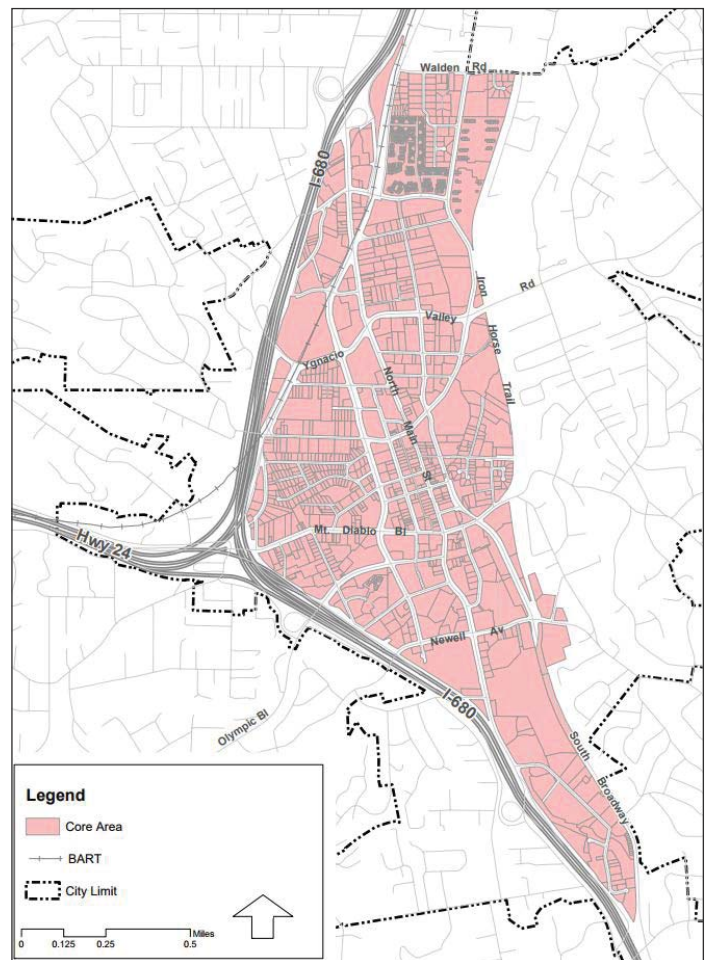 Walden Rd
I-680
Iron Horse Trail
Ygnacio Valley Rd
North Main St
Mt. Diablo Bl
Hwy 24
Newell Av
I-680
Olympic Bl
South Broadway
Legend
Core Area
BART
City Limit
Miles
0 0.125 0.25 0.5